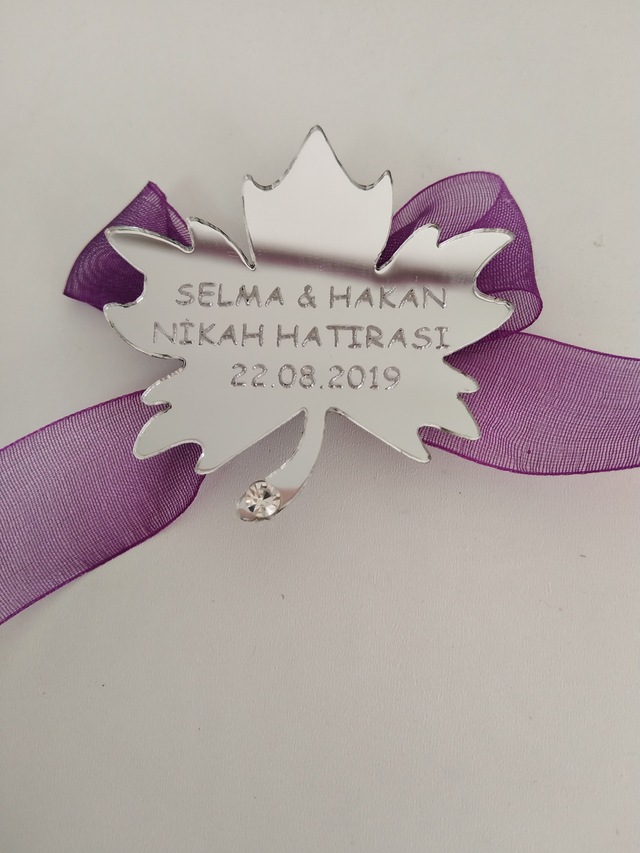 SELMA & HAKAN
NİKAH HATIRASI
22.08.2019